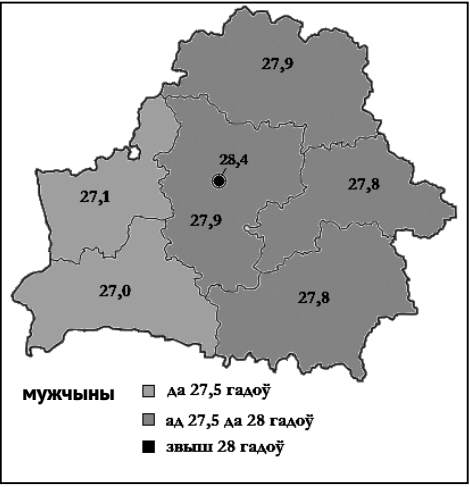 27,9
28,4
27,8
27,1
27,9
27,0
27,8
мужчыны
да 27,5 гадоў
ад 27,5 да 28 гадоў
звыш 28 гадоў